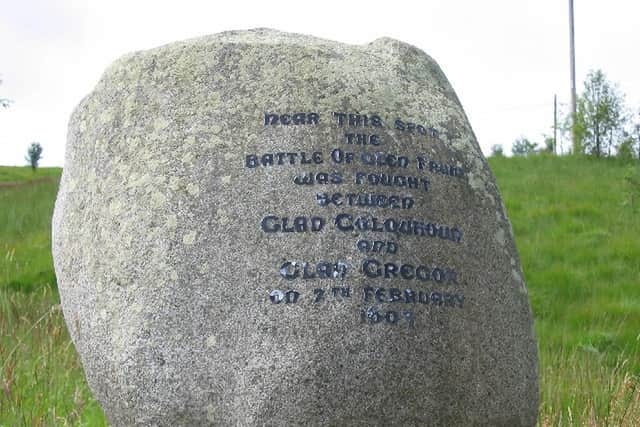 NEAR THIS SPOT
THE
BATTLE OF GLEN FRUIN
WAS FOUGHT
BETWEEN
CLAN COLQUHOUN
AND
CLAN GREGOR
ON 7TH FEBRUARY
1603